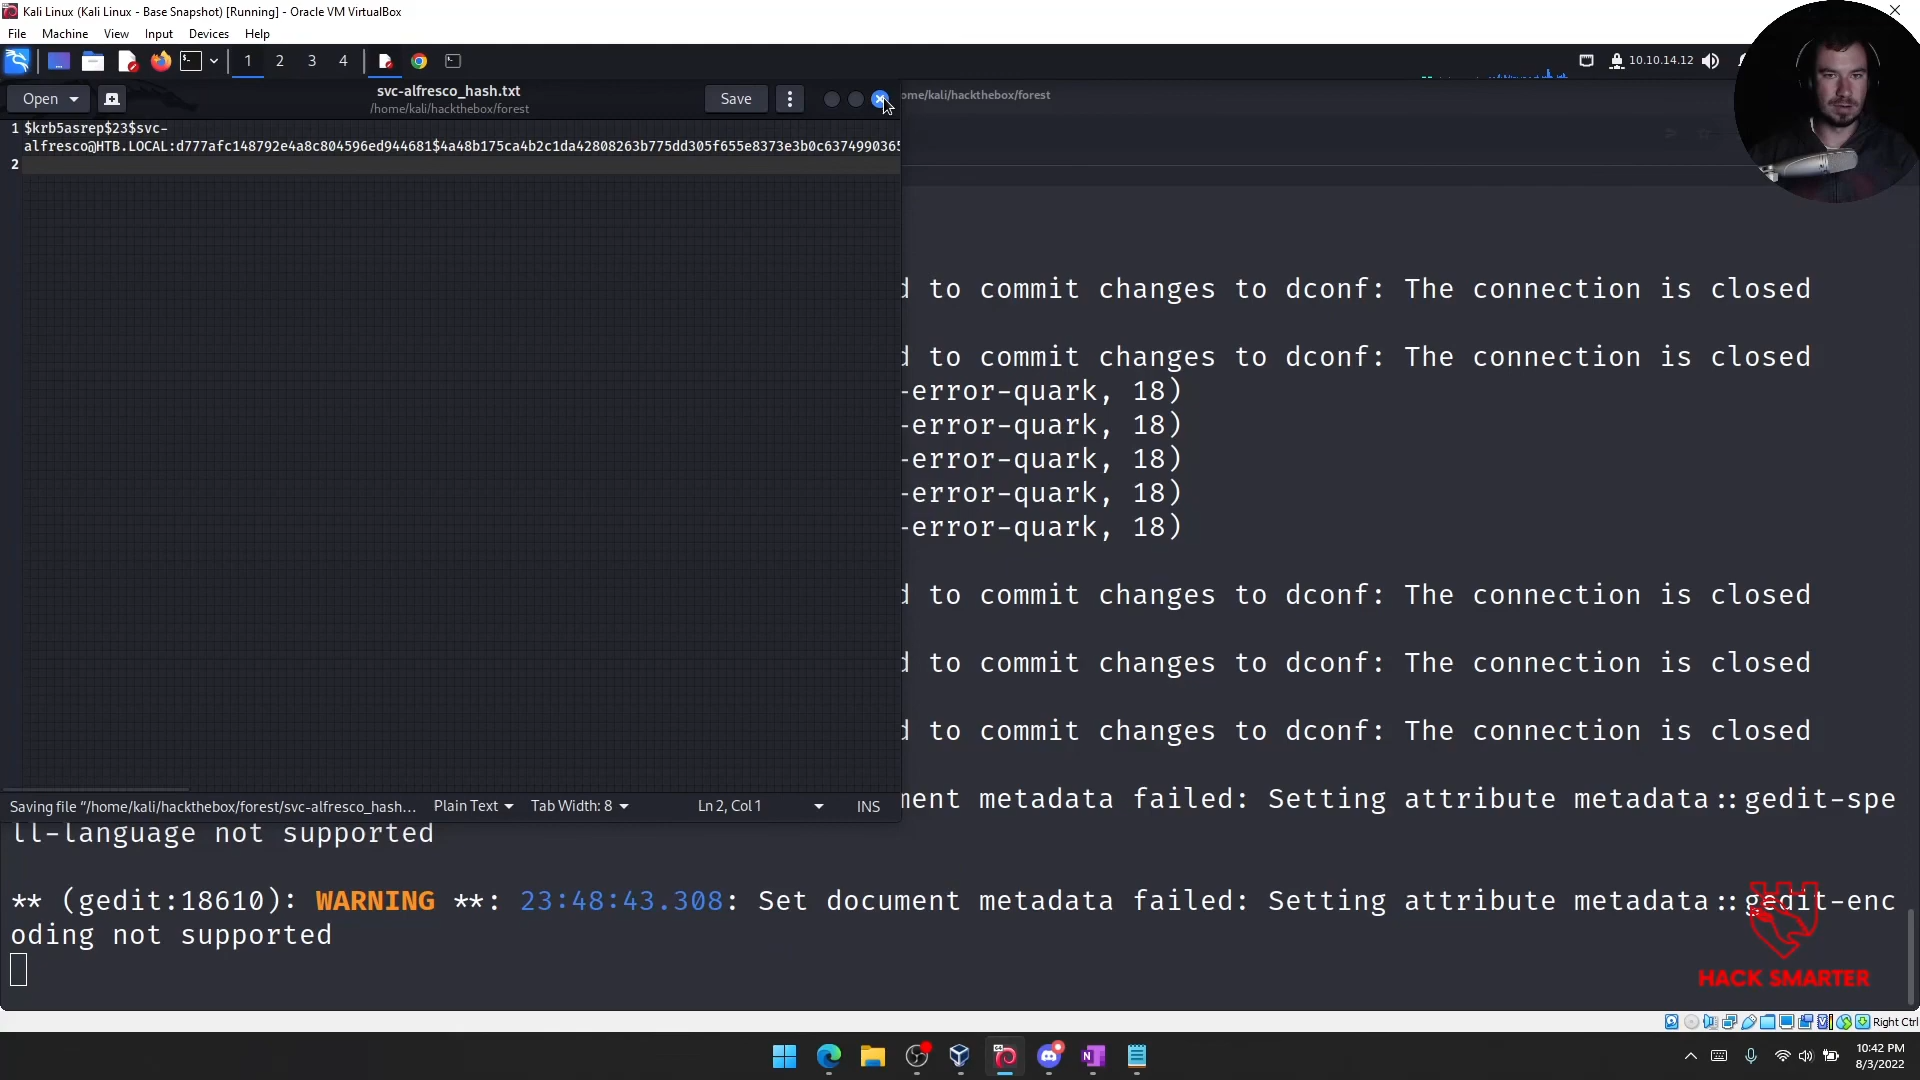 Kali Linux (Kali Linux - Base Snapshot) [Running] - Oracle VM VirtualBox
File Machine View Input Devices Help
1 2 3 4
10.10.14.12
Open
svc-alfresco_hash.txt
/home/kali/hackthebox/forest
Save
ome/kali/hackthebox/forest
1 $krb5asrep$23$svc-
alfresco@HTB.LOCAL:d777afc148792e4a8c804596ed944681$4a48b175ca4b2c1da42808263b775dd305f655e8373e3b0c6374990365
2
d to commit changes to dconf: The connection is closed
d to commit changes to dconf: The connection is closed
-error-quark, 18)
-error-quark, 18)
-error-quark, 18)
-error-quark, 18)
-error-quark, 18)
d to commit changes to dconf: The connection is closed
d to commit changes to dconf: The connection is closed
d to commit changes to dconf: The connection is closed
Saving file “/home/kali/hackthebox/forest/svc-alfresco_hash… Plain Text Tab Width: 8 Ln 2, Col 1 INS
ment metadata failed: Setting attribute metadata::gedit-spe
ll-language not supported
** (gedit:18610): WARNING **: 23:48:43.308: Set document metadata failed: Setting attribute metadata::gedit-enc
oding not supported
HACK SMARTER
Right Ctrl
10:42 PM
8/3/2022